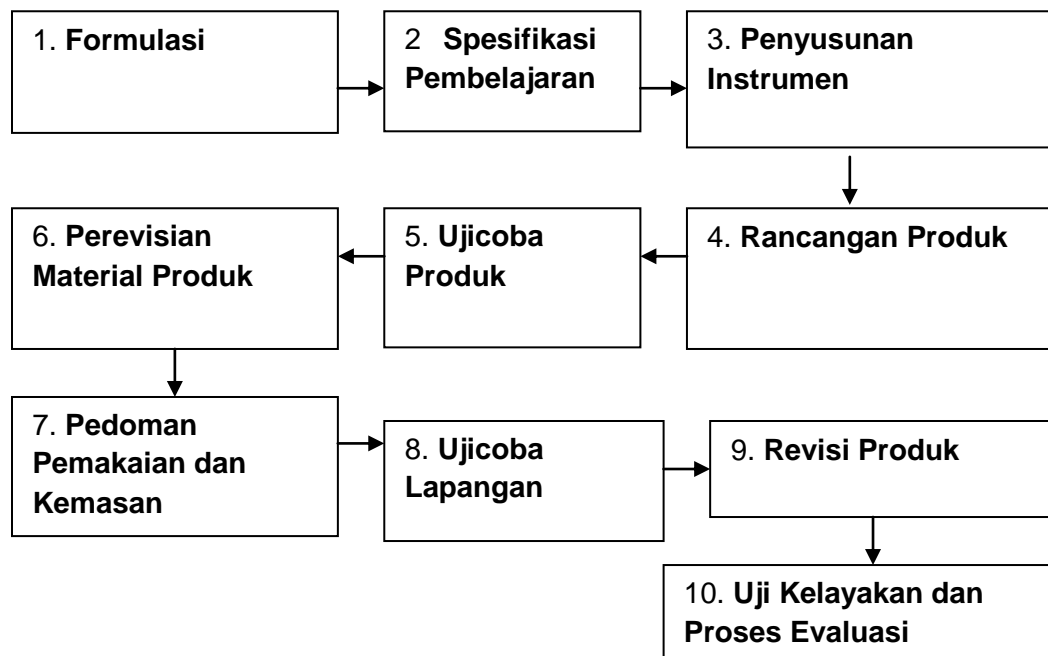 1. Formulasi
2 Spesifikasi
Pembelajaran
3. Penyusunan
Instrumen
4. Rancangan Produk
5. Ujicoba
Produk
6. Perevisian
Material Produk
7. Pedoman
Pemakaian dan
Kemasan
8. Ujicoba
Lapangan
9. Revisi Produk
10. Uji Kelayakan dan
Proses Evaluasi